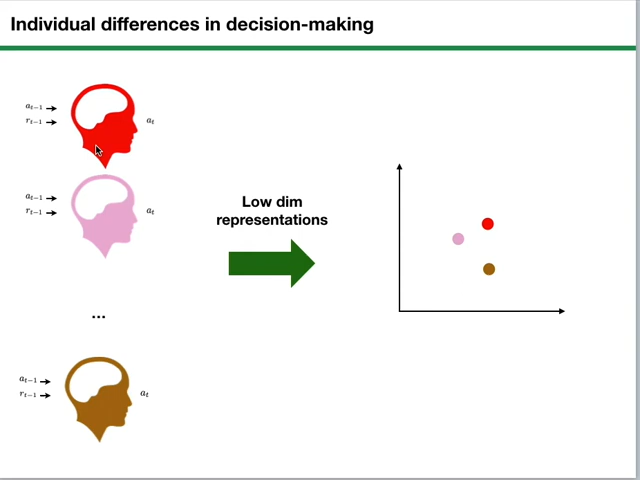 Individual differences in decision-making
a_{t-1}
r_{t-1}
a_t
a_{t-1}
r_{t-1}
a_t
Low dim
representations
...
a_{t-1}
r_{t-1}
a_t